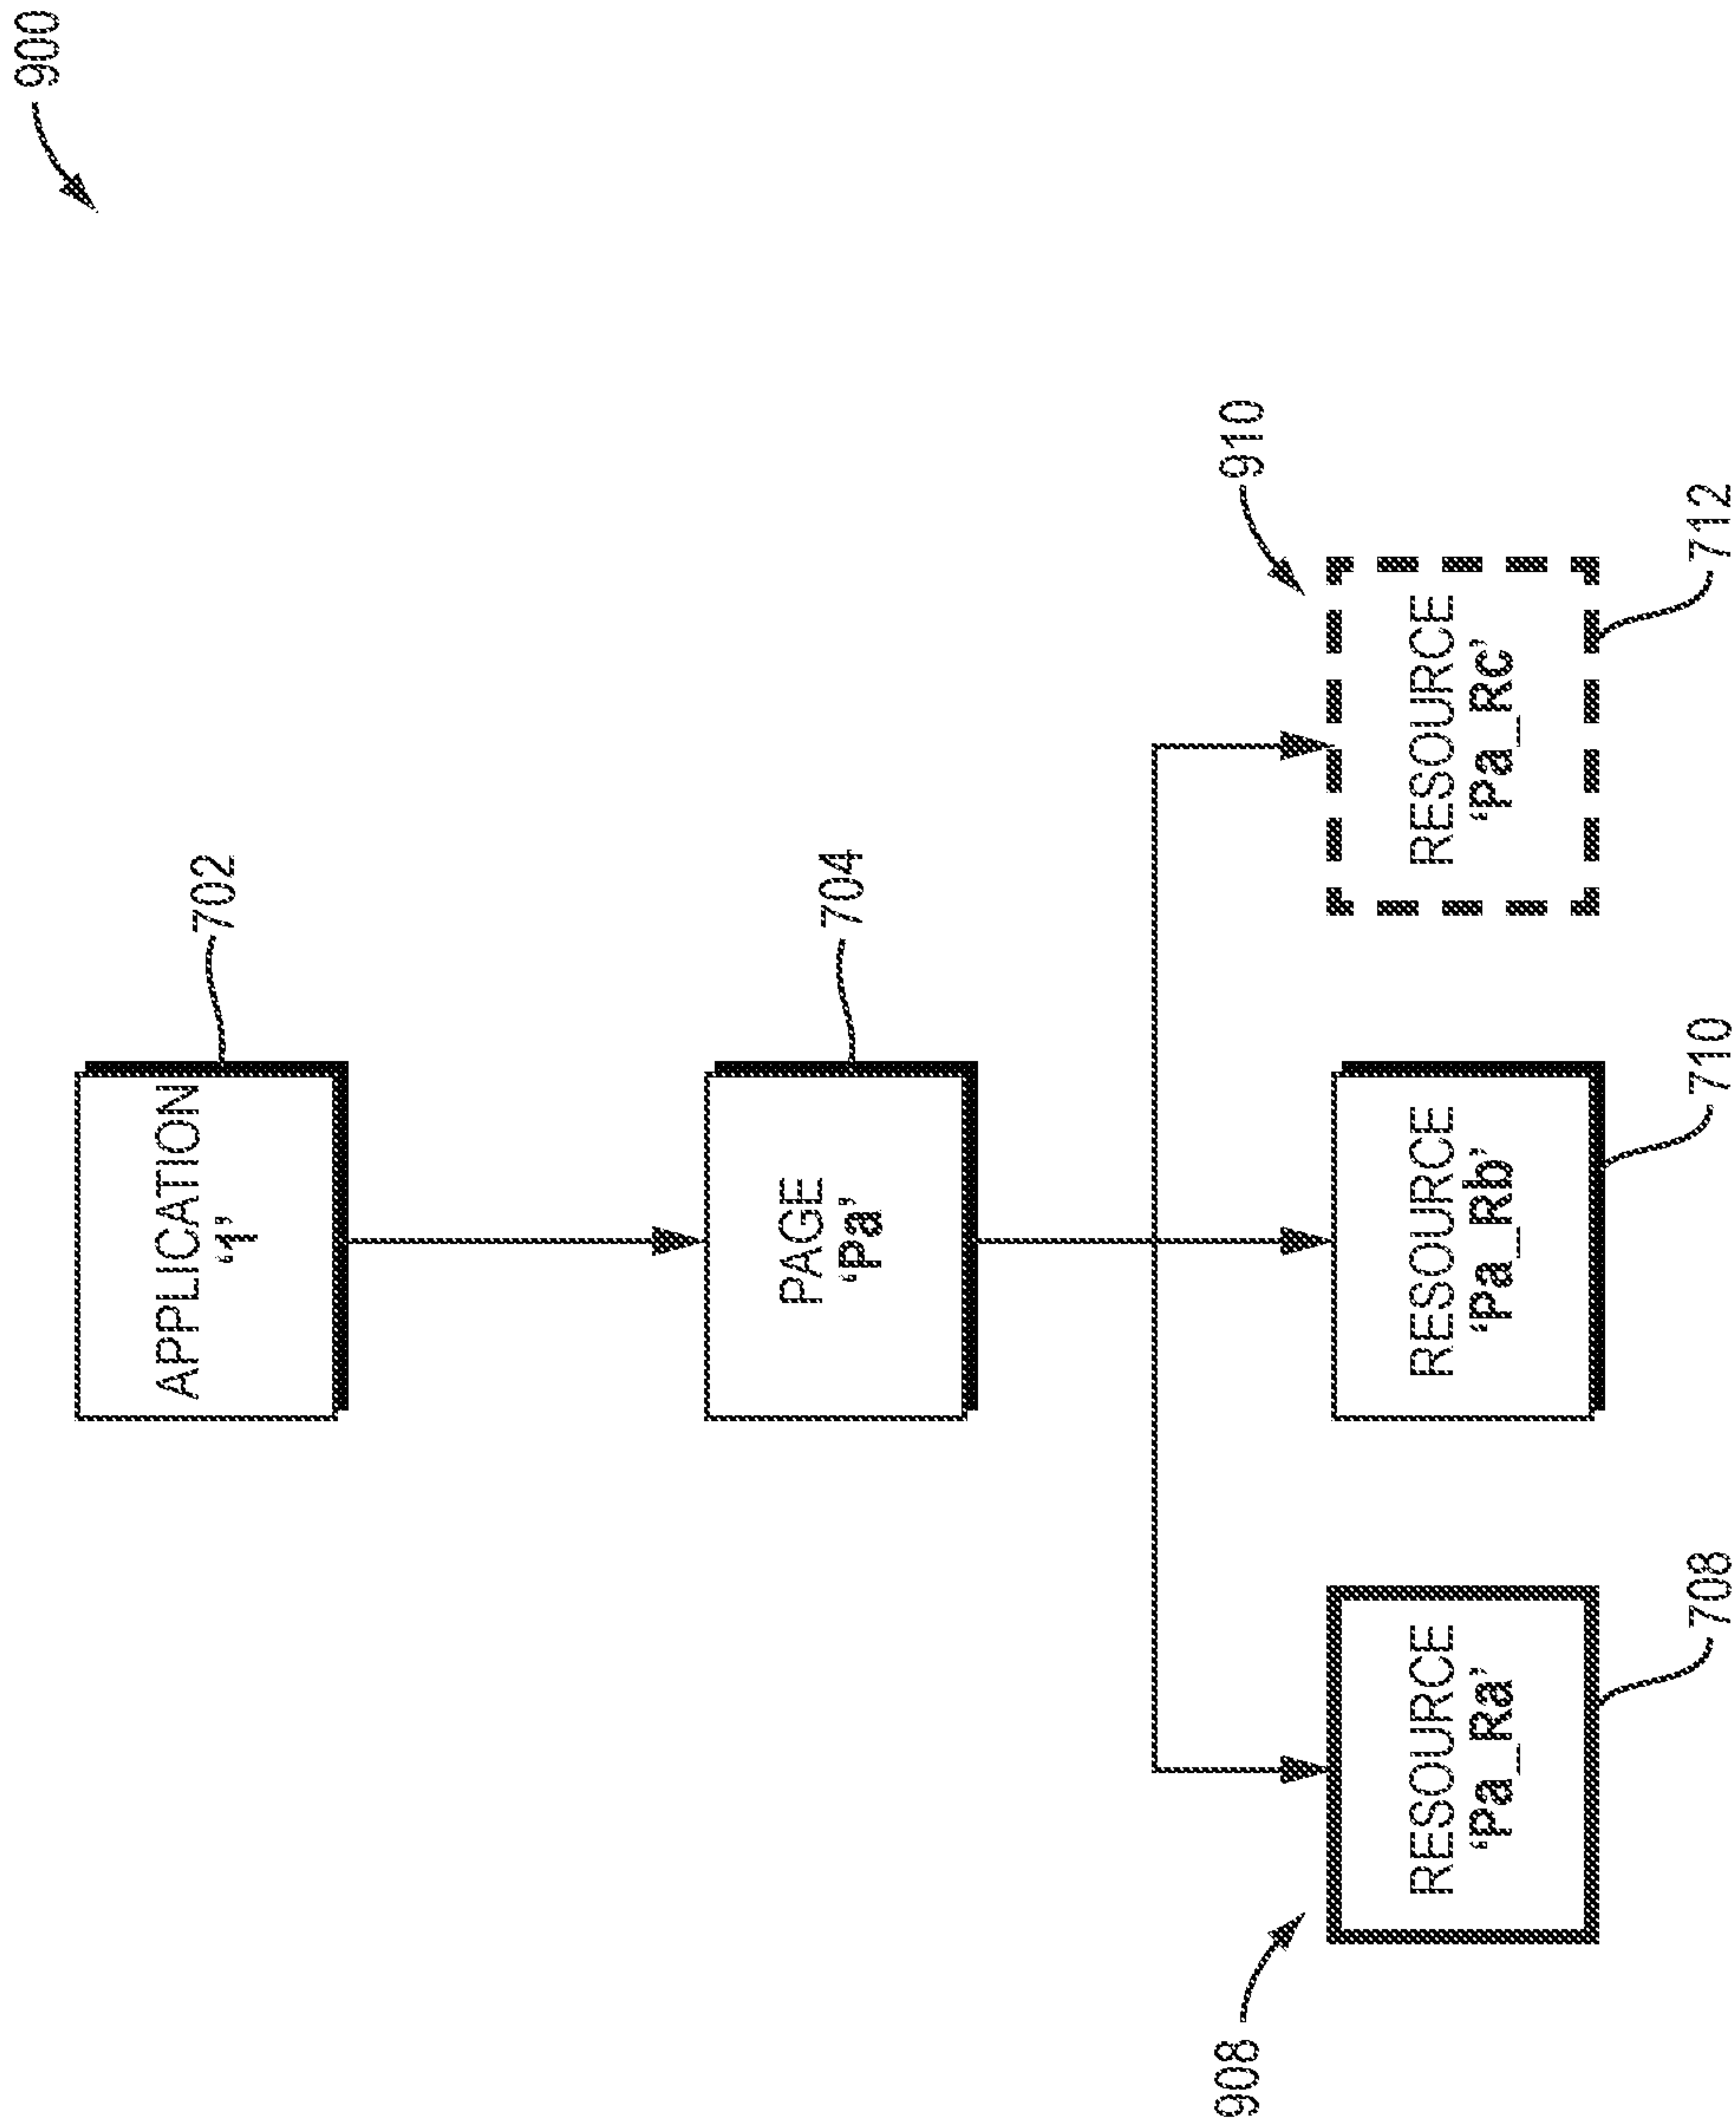 900
APPLICATION
‘1’
702
PAGE
‘Pa’
704
908
910
RESOURCE
‘Pa_Ra’
708
RESOURCE
‘Pa_Rb’
710
RESOURCE
‘Pa_Rc’
712